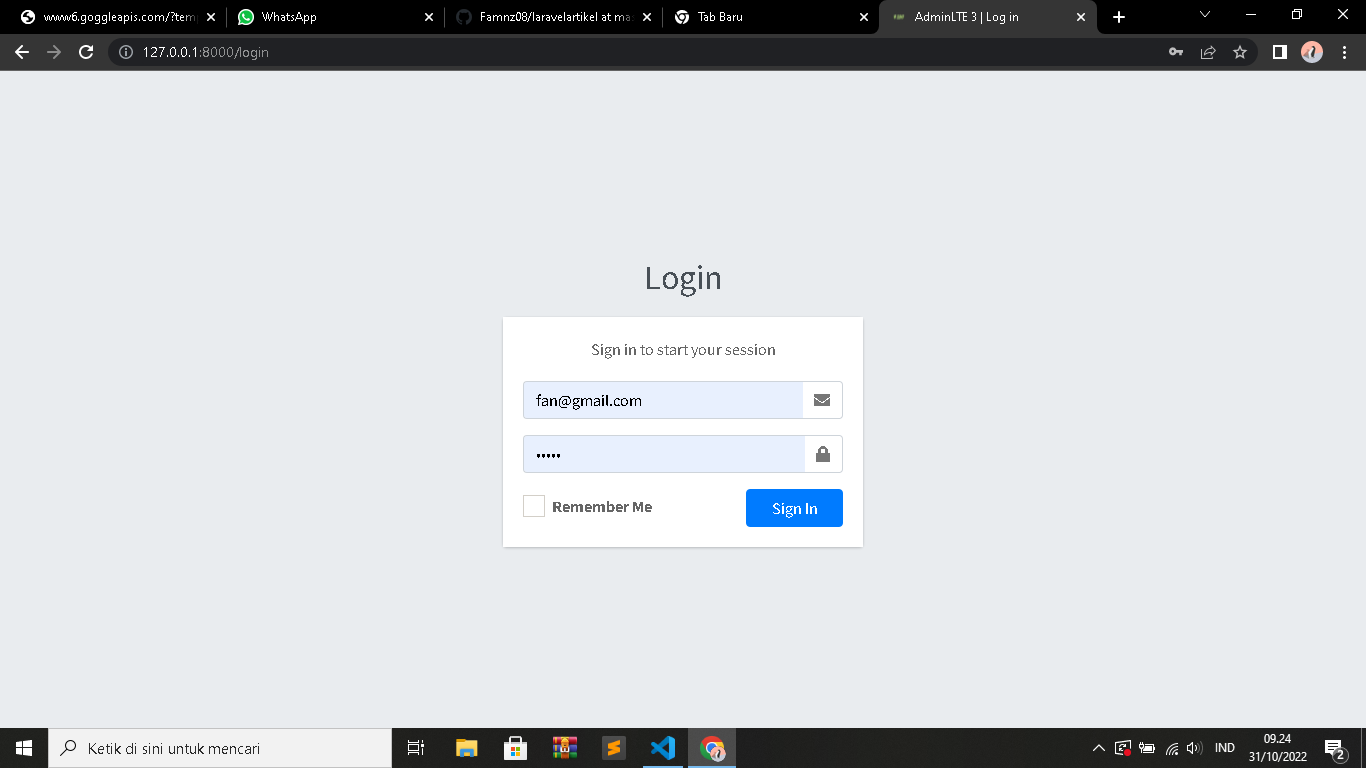 www6.goggleapis.com/?tem
WhatsApp
Famnz08/laravelartikel at ma
Tab Baru
AdminLTE 3 | Log in
127.0.0.1:8000/login
Login
Sign in to start your session
fan@gmail.com
•••••
Remember Me
Sign In
Ketik di sini untuk mencari
IND
09.24
31/10/2022
2